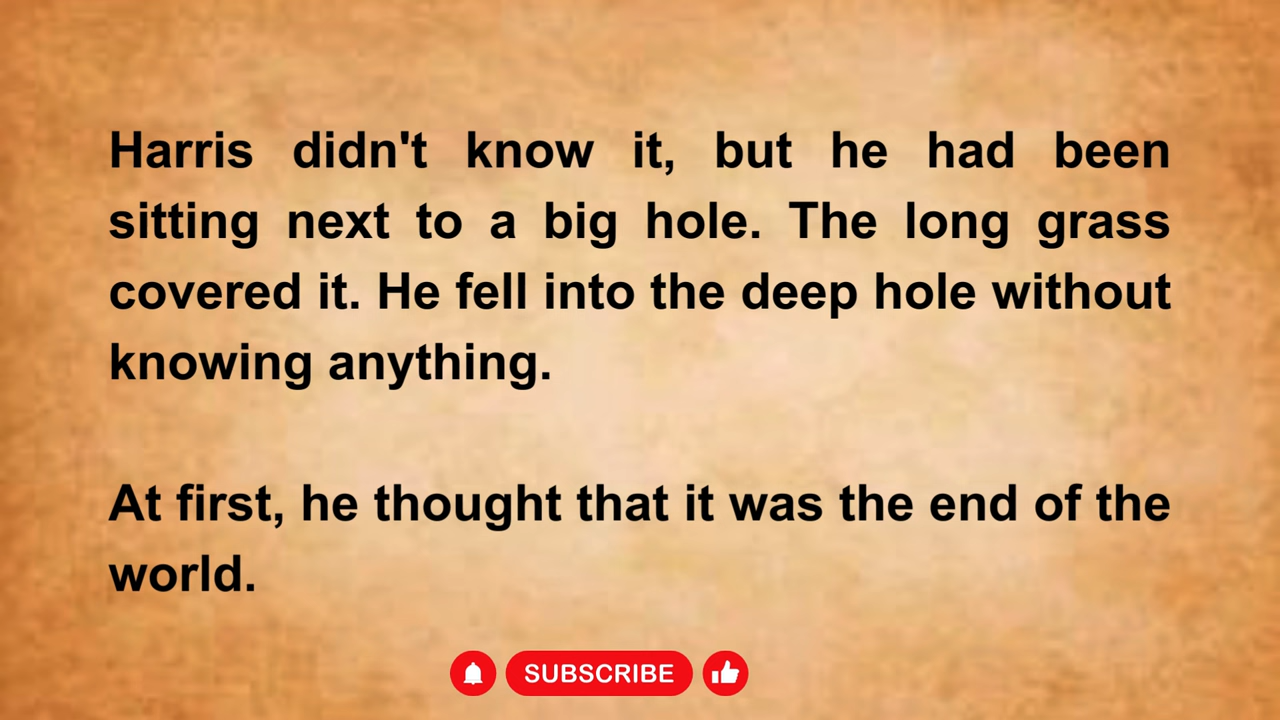 Harris didn't know it, but he had been
sitting next to a big hole. The long grass
covered it. He fell into the deep hole without
knowing anything.
At first, he thought that it was the end of the
world.
SUBSCRIBE